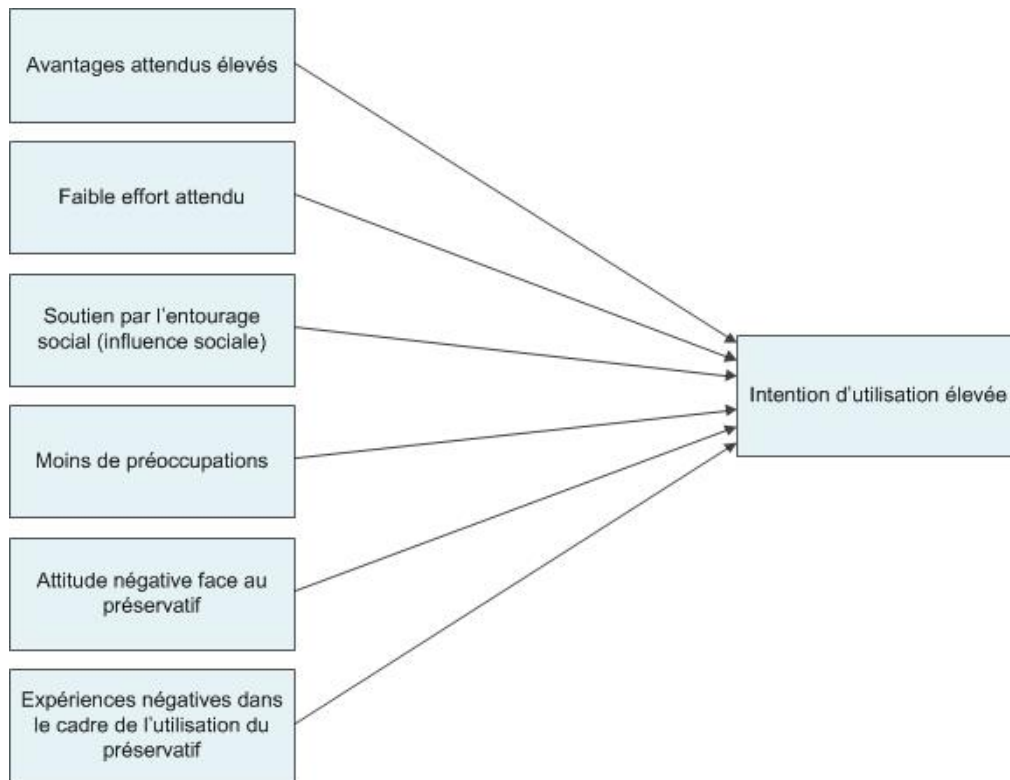 Avantages attendus élevés
Faible effort attendu
Soutien par l'entourage
social (influence sociale)
Intention d'utilisation élevée
Moins de préoccupations
Attitude négative face au
préservatif
Expériences négatives dans
le cadre de l'utilisation du
préservatif